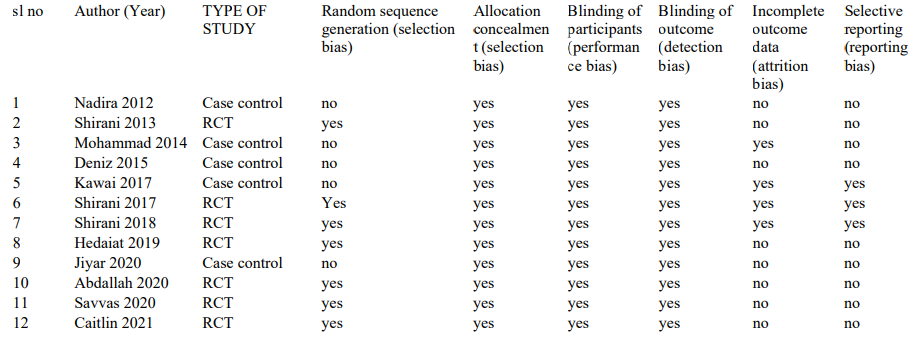 sl no Author (Year) TYPE OF Random sequence Allocation Blinding of Blinding of Incomplete Selective
STUDY generation (selection concealmen participants outcome outcome reporting
bias) t (selection (performan (detection data (reporting
bias) ce bias) bias) (attrition bias)
bias)
1 Nadira 2012 Case control no yes yes yes no no
2 Shirani 2013 RCT yes yes yes yes no no
3 Mohammad 2014 Case control no yes yes yes yes no
4 Deniz 2015 Case control no yes yes yes no no
5 Kawai 2017 Case control no yes yes yes yes yes
6 Shirani 2017 RCT Yes yes yes yes yes yes
7 Shirani 2018 RCT yes yes yes yes yes yes
8 Hedaiat 2019 RCT yes yes yes yes no no
9 Jiyar 2020 Case control no yes yes yes no no
10 Abdallah 2020 RCT yes yes yes yes no no
11 Savvas 2020 RCT yes yes yes yes no no
12 Caitlin 2021 RCT yes yes yes yes no no